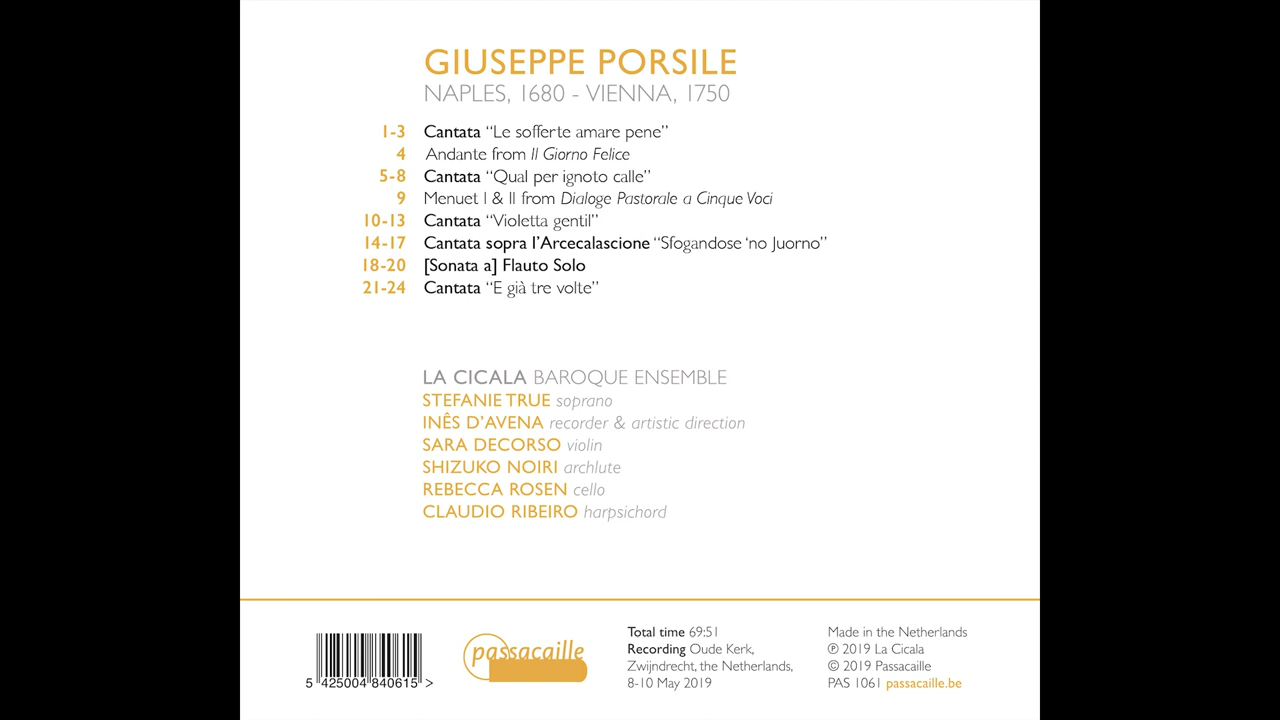 GIUSEPPE PORSILE
NAPLES, 1680 - VIENNA, 1750
1-3 Cantata “Le sofferte amare pene”
4 Andante from Il Giorno Felice
5-8 Cantata “Qual per ignoto calle”
9 Menuet I & II from Dialoge Pastorale a Cinque Voci
10-13 Cantata “Violetta gentil”
14-17 Cantata sopra l’Arcecalascione “Sfogandose ‘no Juorno”
18-20 [Sonata a] Flauto Solo
21-24 Cantata “E già tre volte”
LA CICALA BAROQUE ENSEMBLE
STEFANIE TRUE soprano
INÊS D’AVENA recorder & artistic direction
SARA DECORSO violin
SHIZUKO NOIRI archlute
REBECCA ROSEN cello
CLAUDIO RIBEIRO harpsichord
5 425004 840615 >
passacaille
Total time 69:51
Recording Oude Kerk,
Zwijndrecht, the Netherlands,
8-10 May 2019
Made in the Netherlands
℗ 2019 La Cicala
© 2019 Passacaille
PAS 1061 passacaille.be